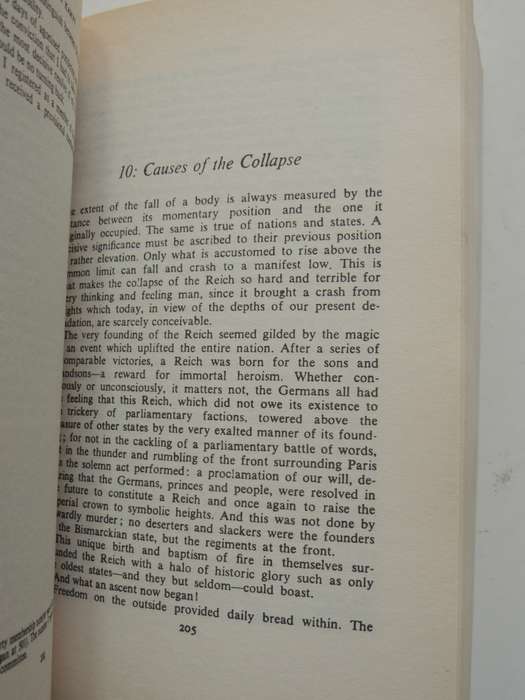 10: Causes of the Collapse
e extent of the fall of a body is always measured by the
tance between its momentary position and the one it
ginally occupied. The same is true of nations and states. A
cisive significance must be ascribed to their previous position
rather elevation. Only what is accustomed to rise above the
mmon limit can fall and crash to a manifest low. This is
at makes the collapse of the Reich so hard and terrible for
ery thinking and feeling man, since it brought a crash from
ights which today, in view of the depths of our present de-
adation, are scarcely conceivable.
The very founding of the Reich seemed gilded by the magic
an event which uplifted the entire nation. After a series of
omparable victories, a Reich was born for the sons and
ndsons—a reward for immortal heroism. Whether con-
ously or unconsciously, it matters not, the Germans all had
feeling that this Reich, which did not owe its existence to
trickery of parliamentary factions, towered above the
asure of other states by the very exalted manner of its found-
; for not in the cackling of a parliamentary battle of words,
t in the thunder and rumbling of the front surrounding Paris
s the solemn act performed: a proclamation of our will, de-
ring that the Germans, princes and people, were resolved in
future to constitute a Reich and once again to raise the
perial crown to symbolic heights. And this was not done by
wardly murder; no deserters and slackers were the founders
the Bismarckian state, but the regiments at the front.
This unique birth and baptism of fire in themselves sur-
unded the Reich with a halo of historic glory such as only
oldest states—and they but seldom—could boast.
And what an ascent now began!
Freedom on the outside provided daily bread within. The
205